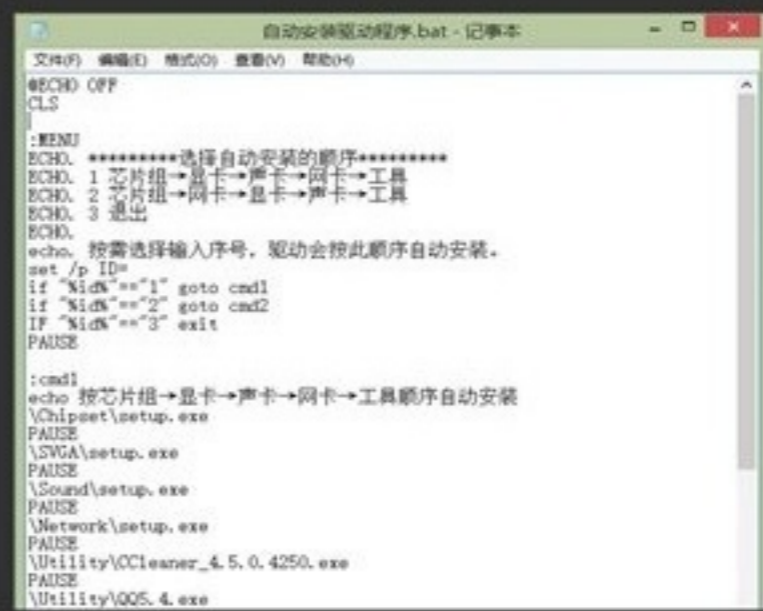 自动安装驱动程序.bat - 记事本
文件(F) 编辑(E) 格式(O) 查看(V) 帮助(H)
@ECHO OFF
CLS
:MENU
ECHO. *********选择自动安装的顺序*********
ECHO. 1 芯片组→显卡→声卡→网卡→工具
ECHO. 2 芯片组→网卡→显卡→声卡→工具
ECHO. 3 退出
ECHO.
echo. 按需选择输入序号，驱动会按此顺序自动安装。
set /p ID=
if "%id%"=="1" goto cmd1
if "%id%"=="2" goto cmd2
IF "%id%"=="3" exit
PAUSE
:cmd1
echo 按芯片组→显卡→声卡→网卡→工具顺序自动安装
\Chipset\setup.exe
PAUSE
\SVGA\setup.exe
PAUSE
\Sound\setup.exe
PAUSE
\Network\setup.exe
PAUSE
\Utility\CCleaner_4.5.0.4250.exe
PAUSE
\Utility\QQ5.4.exe